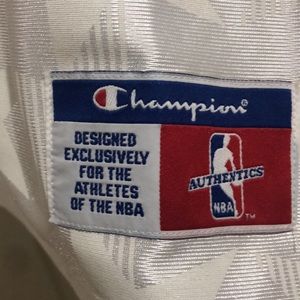 Champion®
DESIGNED
EXCLUSIVELY
FOR THE
ATHLETES
OF THE NBA
AUTHENTICS
NBA ™